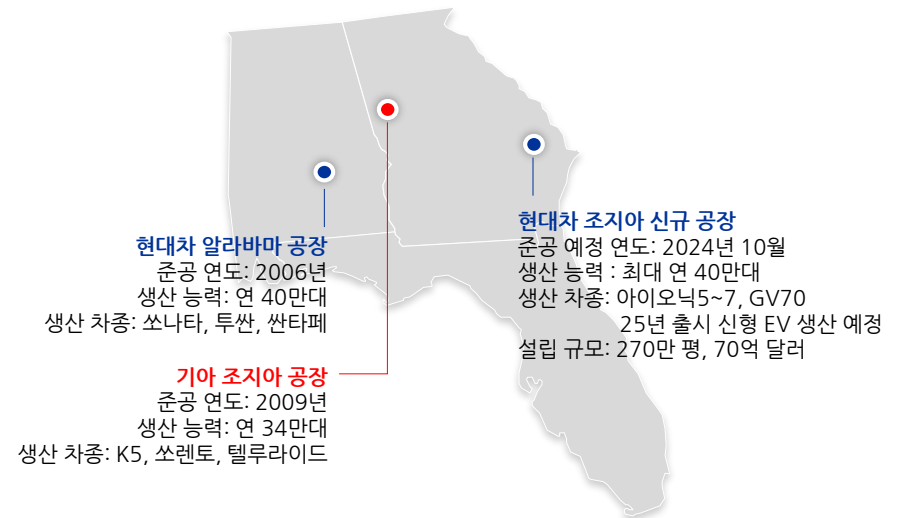 현대차 알라바마 공장
준공 연도: 2006년
생산 능력: 연 40만대
생산 차종: 쏘나타, 투싼, 싼타페
기아 조지아 공장
준공 연도: 2009년
생산 능력: 연 34만대
생산 차종: K5, 쏘렌토, 텔루라이드
현대차 조지아 신규 공장
준공 예정 연도: 2024년 10월
생산 능력 : 최대 연 40만대
생산 차종: 아이오닉5~7, GV70
25년 출시 신형 EV 생산 예정
설립 규모: 270만 평, 70억 달러